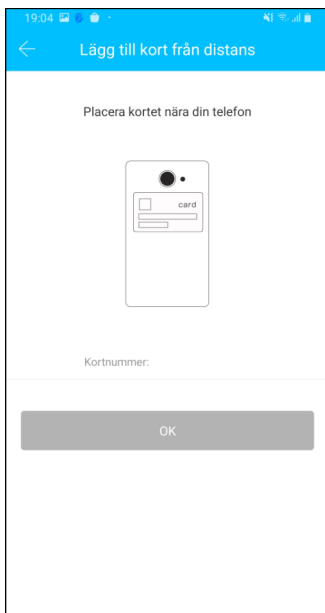 19:04
Lägg till kort från distans
Placera kortet nära din telefon
card
Kortnummer:
OK